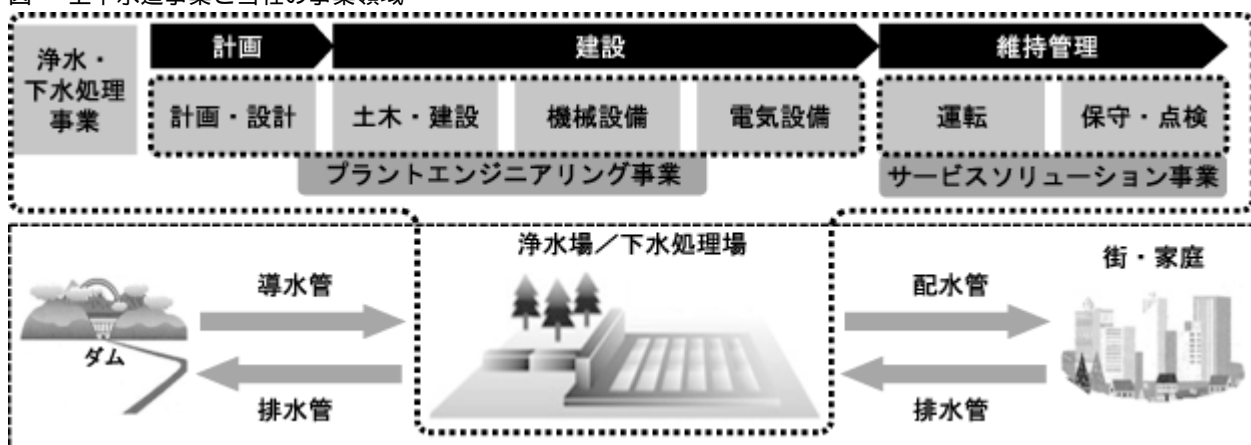 浄水・
下水処理
事業
計画
建設
維持管理
計画・設計
土木・建設
機械設備
電気設備
運転
保守・点検
プラントエンジニアリング事業
サービスソリューション事業
浄水場／下水処理場
街・家庭
導水管
配水管
ダム
排水管
排水管